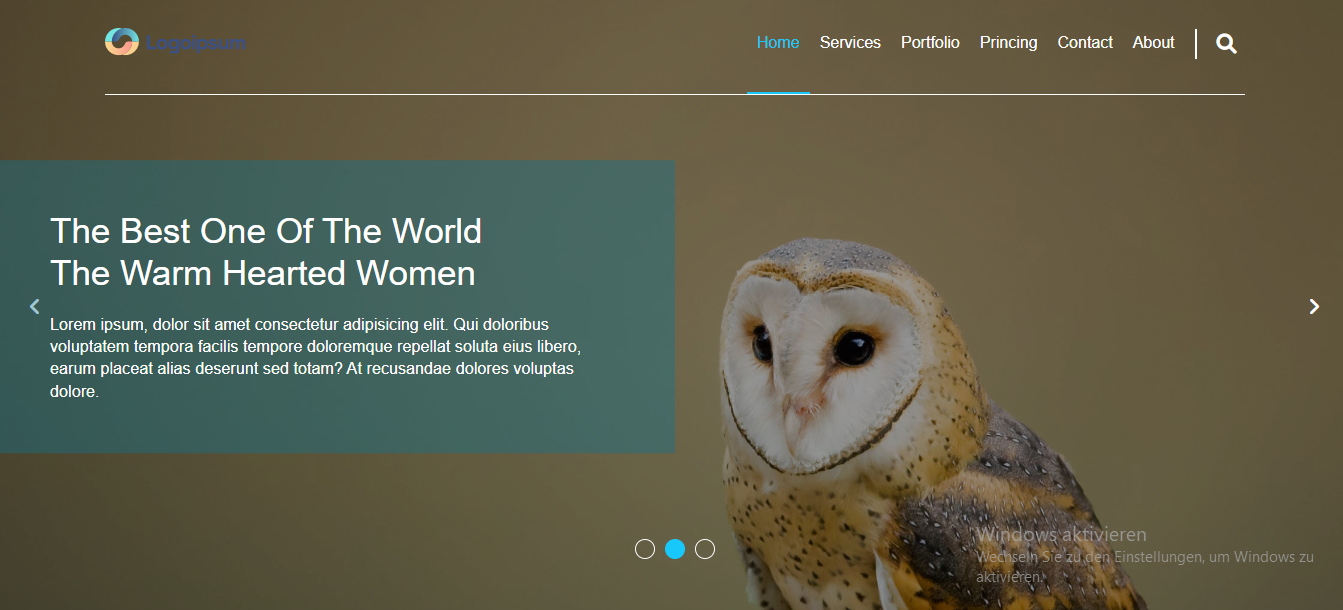 Logoipsum
Home Services Portfolio Princing Contact About
The Best One Of The World
The Warm Hearted Women
Lorem ipsum, dolor sit amet consectetur adipisicing elit. Qui doloribus
voluptatem tempora facilis tempore doloremque repellat soluta eius libero,
earum placeat alias deserunt sed totam? At recusandae dolores voluptas
dolore.
Windows aktivieren
Wechseln Sie zu den Einstellungen, um Windows zu
aktivieren.